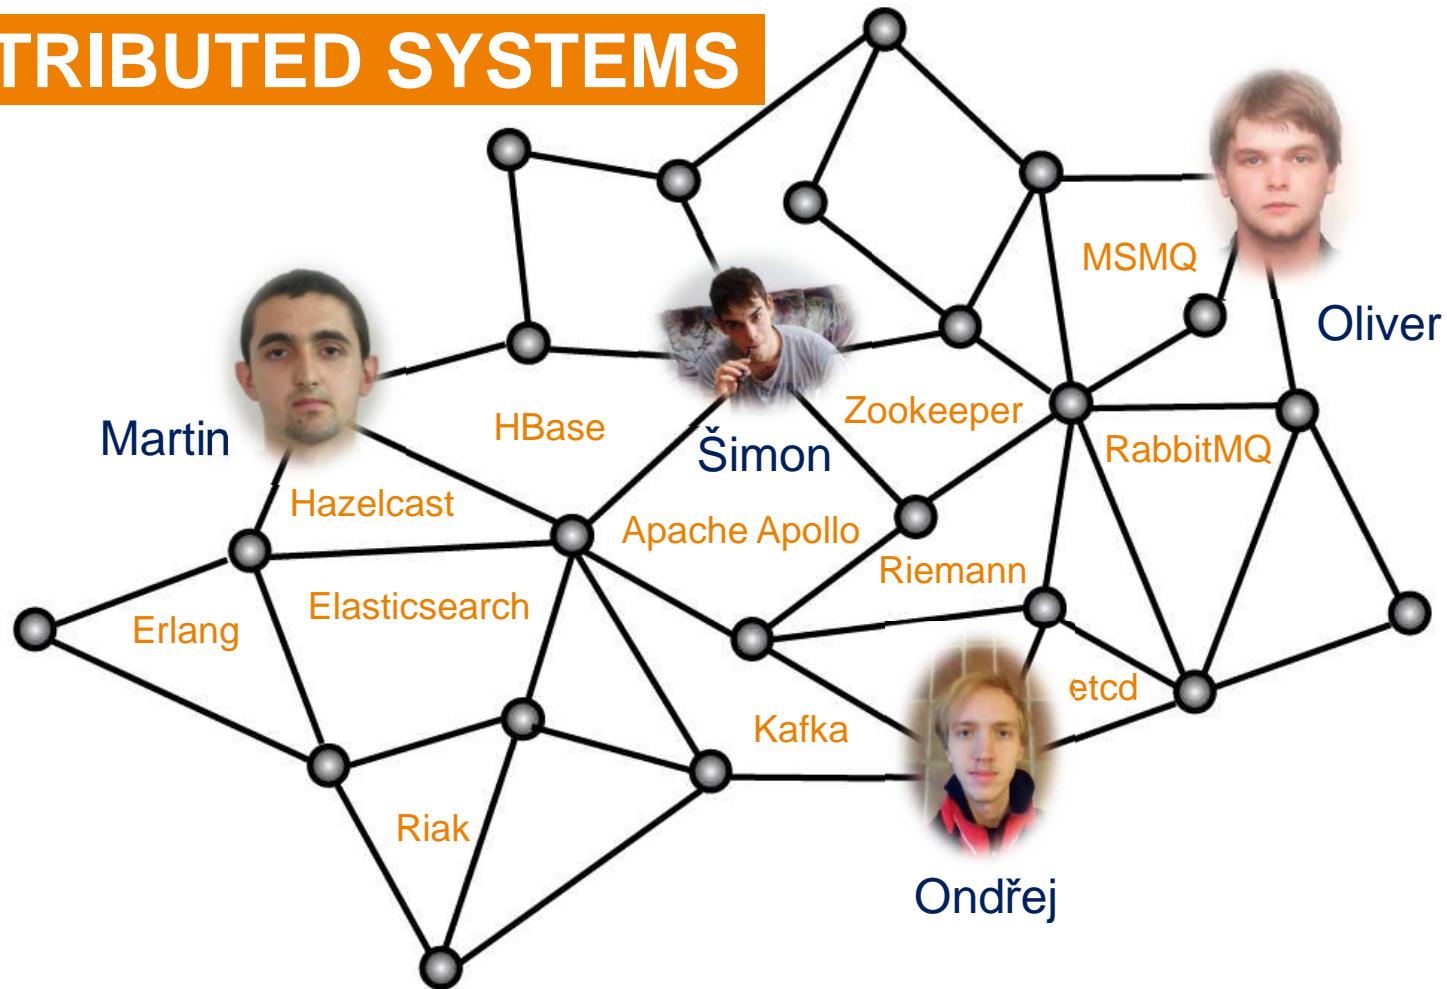 TRIBUTED SYSTEMS
MSMQ
Oliver
Martin
HBase
Šimon
Zookeeper
RabbitMQ
Hazelcast
Apache Apollo
Riemann
Erlang
Elasticsearch
etcd
Kafka
Riak
Ondřej